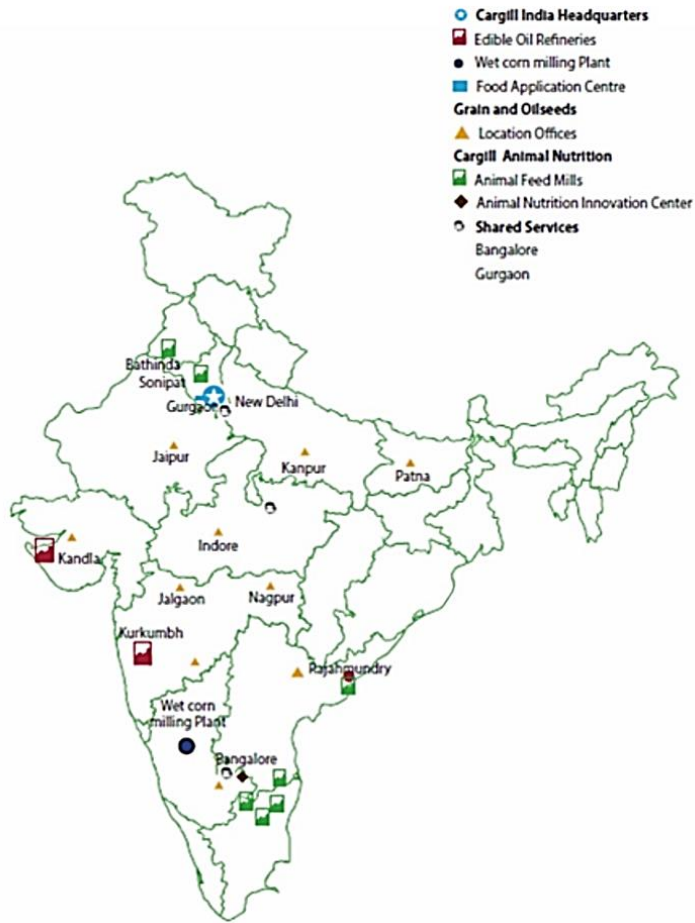 Cargill India Headquarters
Edible Oil Refineries
Wet corn milling Plant
Food Application Centre
Grain and Oilseeds
Location Offices
Cargill Animal Nutrition
Animal Feed Mills
Animal Nutrition Innovation Center
Shared Services
Bangalore
Gurgaon
Bathinda
Sonipat
New Delhi
Gurgaon
Jaipur
Kanpur
Patna
Indore
Kandla
Jalgaon
Nagpur
Kurkumbh
Rajahmundry
Wet corn
milling Plant
Bangalore